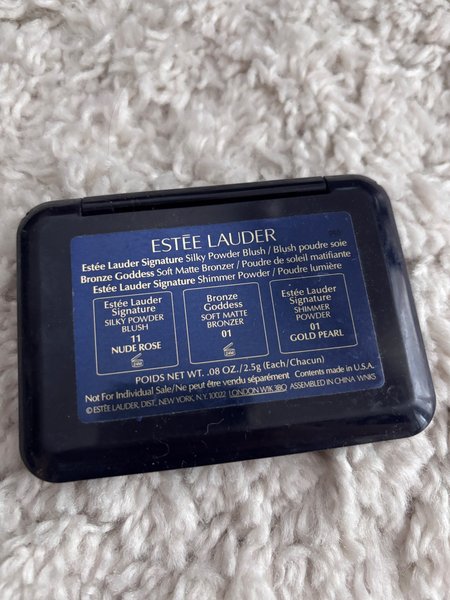 ESTĒE LAUDER
Estée Lauder Signature Silky Powder Blush / Blush poudre soie
Bronze Goddess Soft Matte Bronzer / Poudre de soleil matifiante
Estée Lauder Signature Shimmer Powder / Poudre lumière
Estée Lauder
Signature
SILKY POWDER
BLUSH
11
NUDE ROSE
Bronze
Goddess
SOFT MATTE
BRONZER
01
Estée Lauder
Signature
SHIMMER
POWDER
01
GOLD PEARL
POIDS NET WT. .08 OZ./2.5g (Each/Chacun)
Not For Individual Sale/Ne peut être vendu séparément Contents made in U.S.A.
© ESTÉE LAUDER, DIST., NEW YORK, N.Y. 10022 LONDON W1K 3BQ ASSEMBLED IN CHINA WNKS